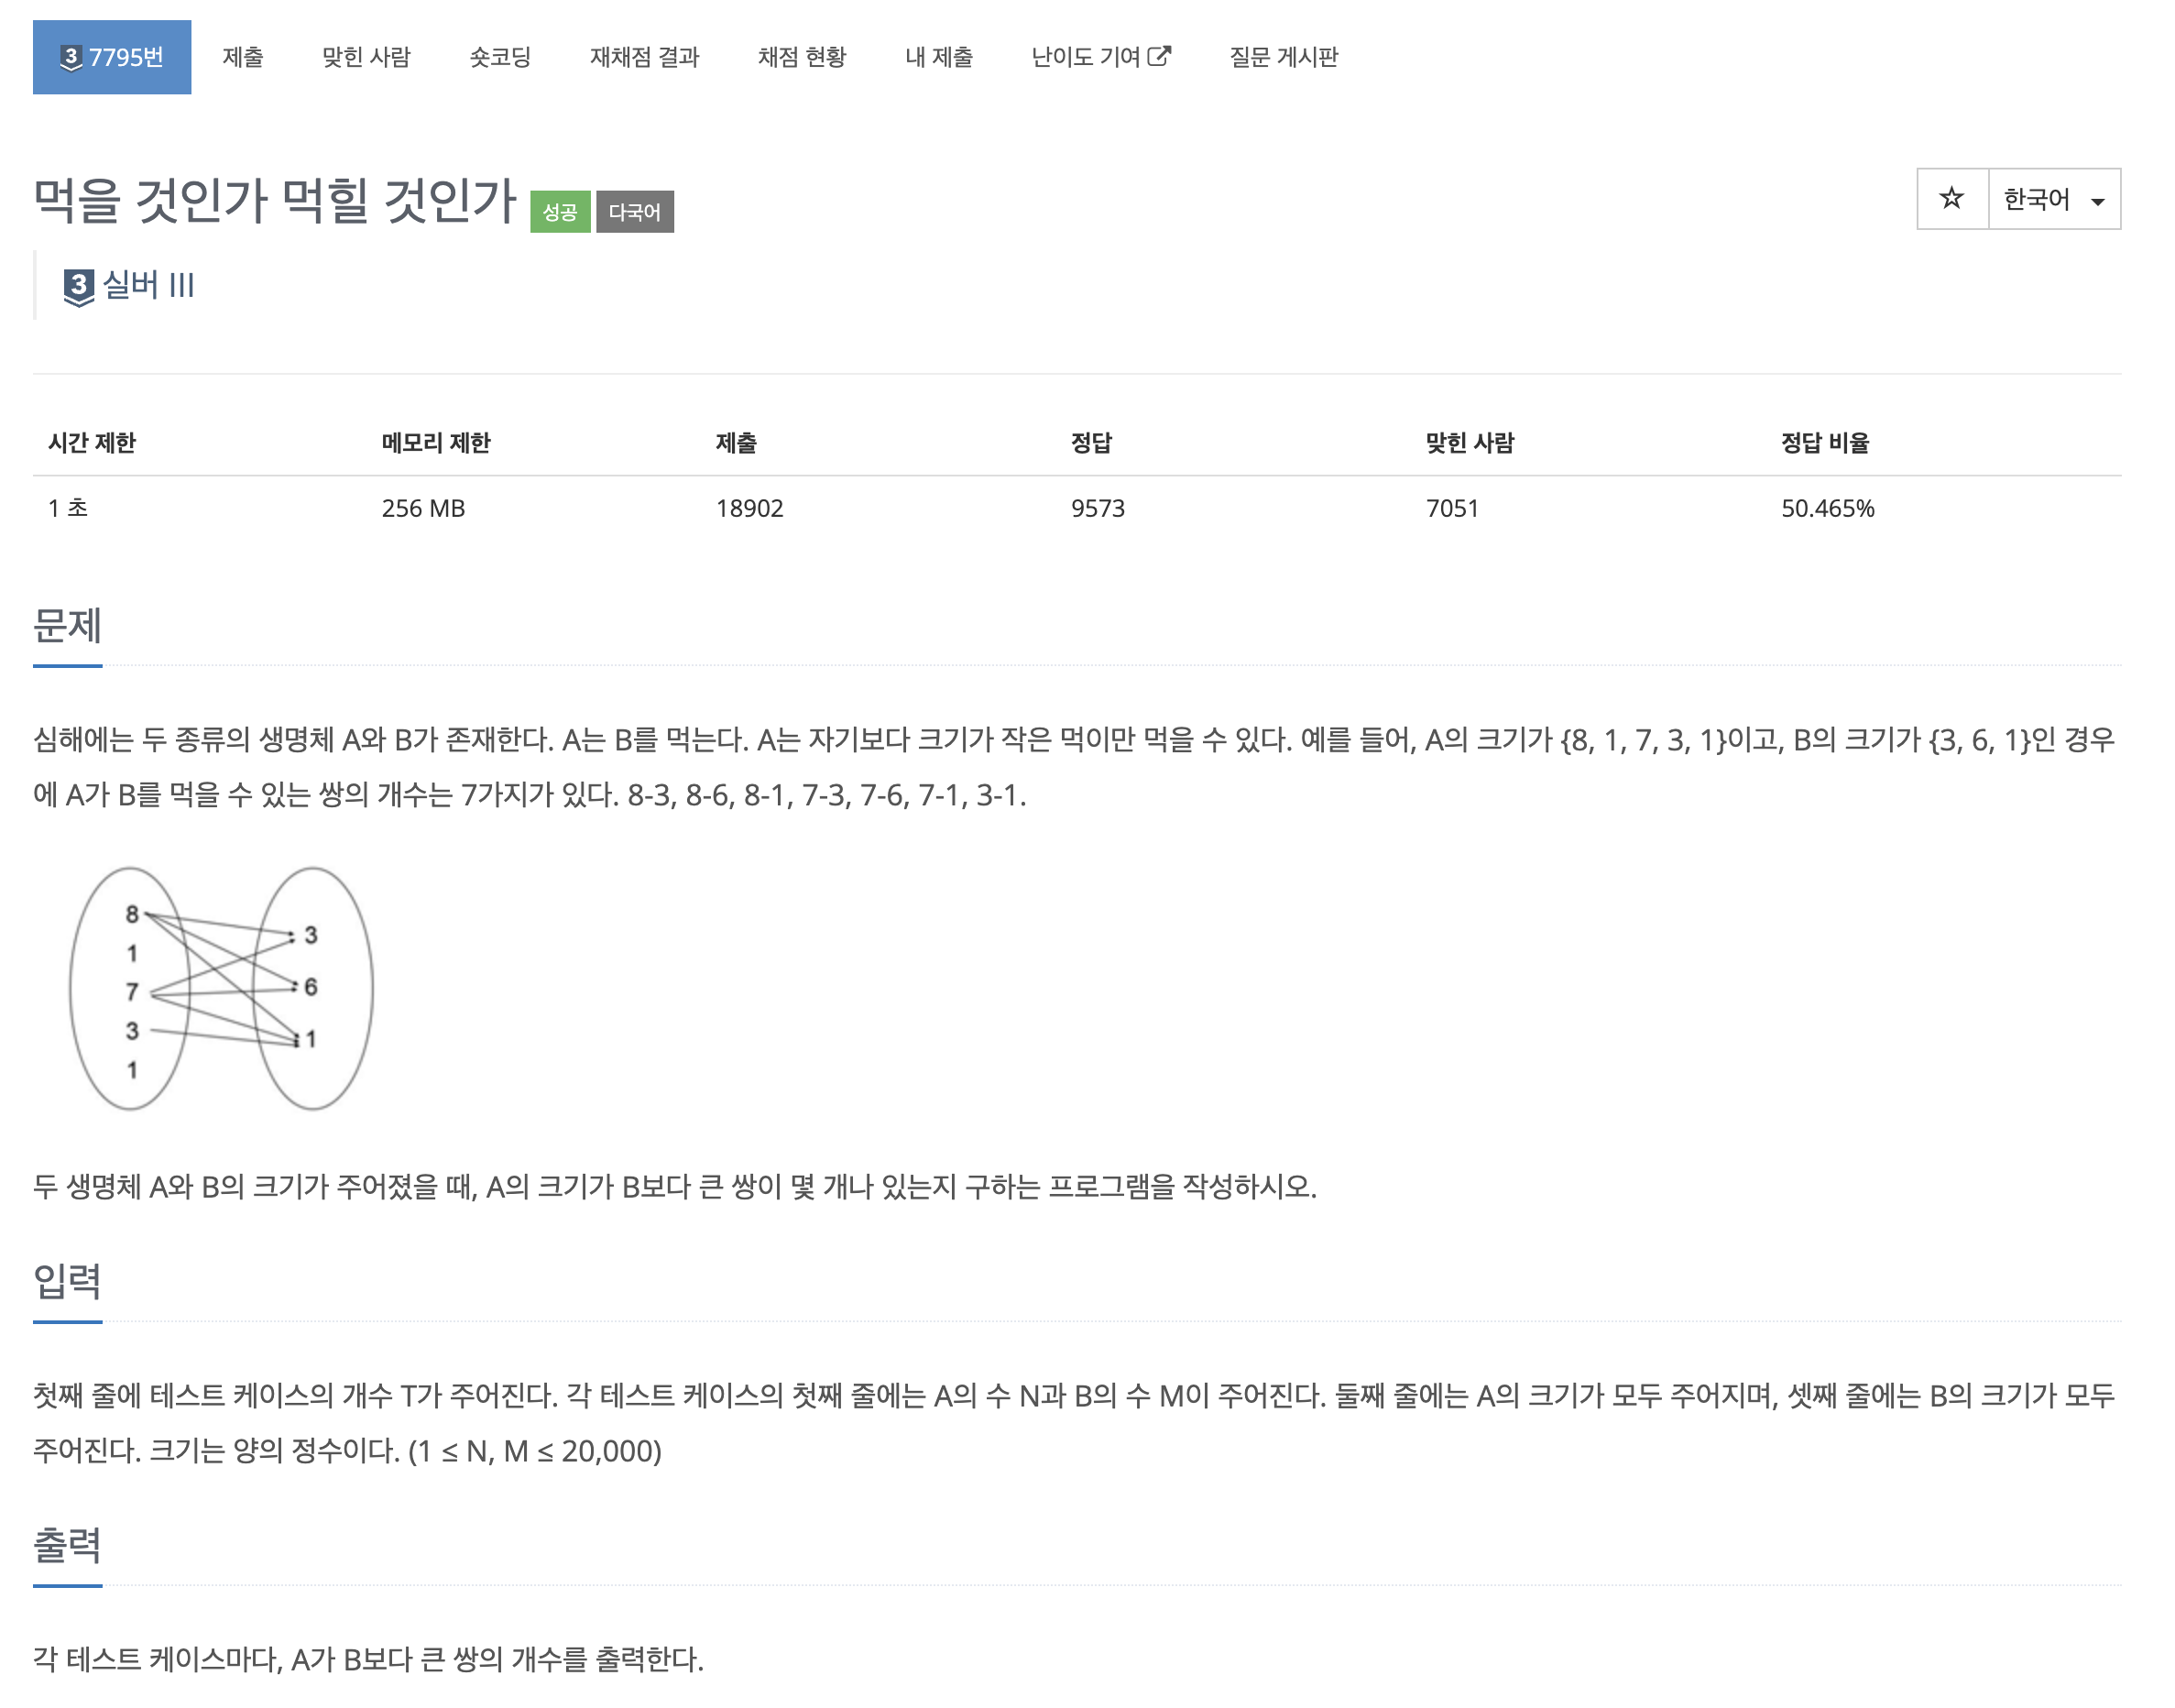 3 7795번 제출 맞힌 사람 숏코딩 재채점 결과 채점 현황 내 제출 난이도 기여 질문 게시판
먹을 것인가 먹힐 것인가 성공 다국어 한국어
3 실버 III
시간 제한 메모리 제한 제출 정답 맞힌 사람 정답 비율
1 초 256 MB 18902 9573 7051 50.465%
문제
심해에는 두 종류의 생명체 A와 B가 존재한다. A는 B를 먹는다. A는 자기보다 크기가 작은 먹이만 먹을 수 있다. 예를 들어, A의 크기가 {8, 1, 7, 3, 1}이고, B의 크기가 {3, 6, 1}인 경우
에 A가 B를 먹을 수 있는 쌍의 개수는 7가지가 있다. 8-3, 8-6, 8-1, 7-3, 7-6, 7-1, 3-1.
8
1
7
3
1
3
6
1
두 생명체 A와 B의 크기가 주어졌을 때, A의 크기가 B보다 큰 쌍이 몇 개나 있는지 구하는 프로그램을 작성하시오.
입력
첫째 줄에 테스트 케이스의 개수 T가 주어진다. 각 테스트 케이스의 첫째 줄에는 A의 수 N과 B의 수 M이 주어진다. 둘째 줄에는 A의 크기가 모두 주어지며, 셋째 줄에는 B의 크기가 모두
주어진다. 크기는 양의 정수이다. (1 ≤ N, M ≤ 20,000)
출력
각 테스트 케이스마다, A가 B보다 큰 쌍의 개수를 출력한다.